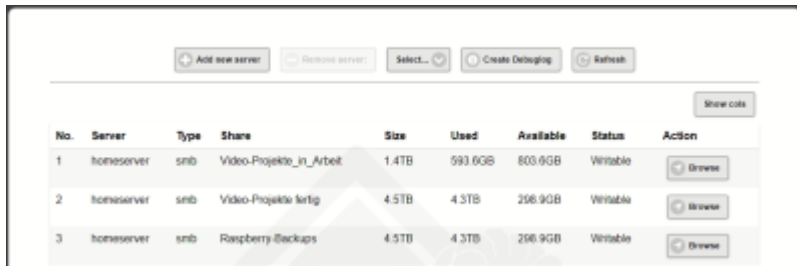 Add new server Remove server Select... Create Debuglog Refresh
Show cols
No. Server Type Share Size Used Available Status Action
1 homeserver smb Video-Projekte_in_Arbeit 1.4TB 593.6GB 803.6GB Writable Browse
2 homeserver smb Video-Projekte fertig 4.5TB 4.3TB 298.9GB Writable Browse
3 homeserver smb Raspberry-Backups 4.5TB 4.3TB 298.9GB Writable Browse